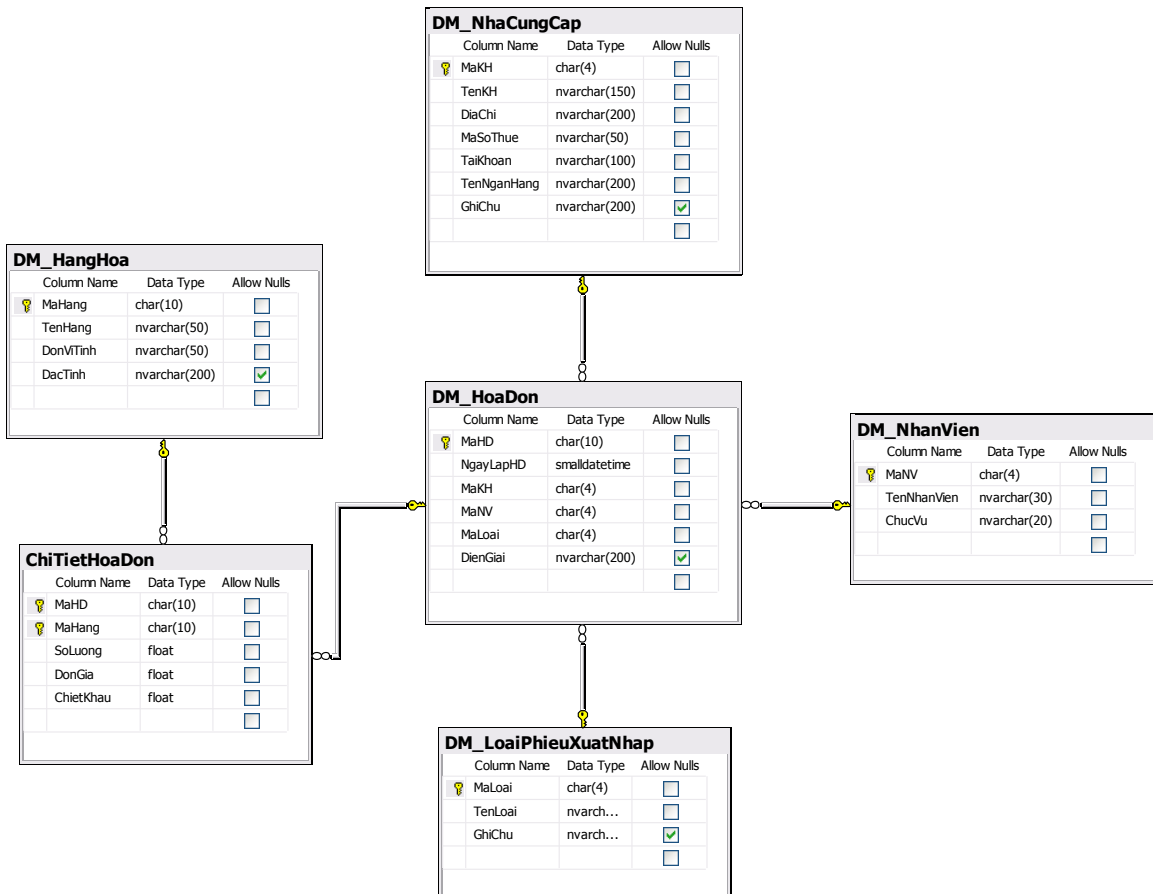 DM_NhaCungCap
Column Name Data Type Allow Nulls
MaKH char(4)
TenKH nvarchar(150)
DiaChi nvarchar(200)
MaSoThue nvarchar(50)
TaiKhoan nvarchar(100)
TenNganHang nvarchar(200)
GhiChu nvarchar(200)
DM_HangHoa
Column Name Data Type Allow Nulls
MaHang char(10)
TenHang nvarchar(50)
DonViTinh nvarchar(50)
DacTinh nvarchar(200)
DM_HoaDon
Column Name Data Type Allow Nulls
MaHD char(10)
NgayLapHD smalldatetime
MaKH char(4)
MaNV char(4)
MaLoai char(4)
DienGiai nvarchar(200)
DM_NhanVien
Column Name Data Type Allow Nulls
MaNV char(4)
TenNhanVien nvarchar(30)
ChucVu nvarchar(20)
ChiTietHoaDon
Column Name Data Type Allow Nulls
MaHD char(10)
MaHang char(10)
SoLuong float
DonGia float
ChietKhau float
DM_LoaiPhieuXuatNhap
Column Name Data Type Allow Nulls
MaLoai char(4)
TenLoai nvarch...
GhiChu nvarch...